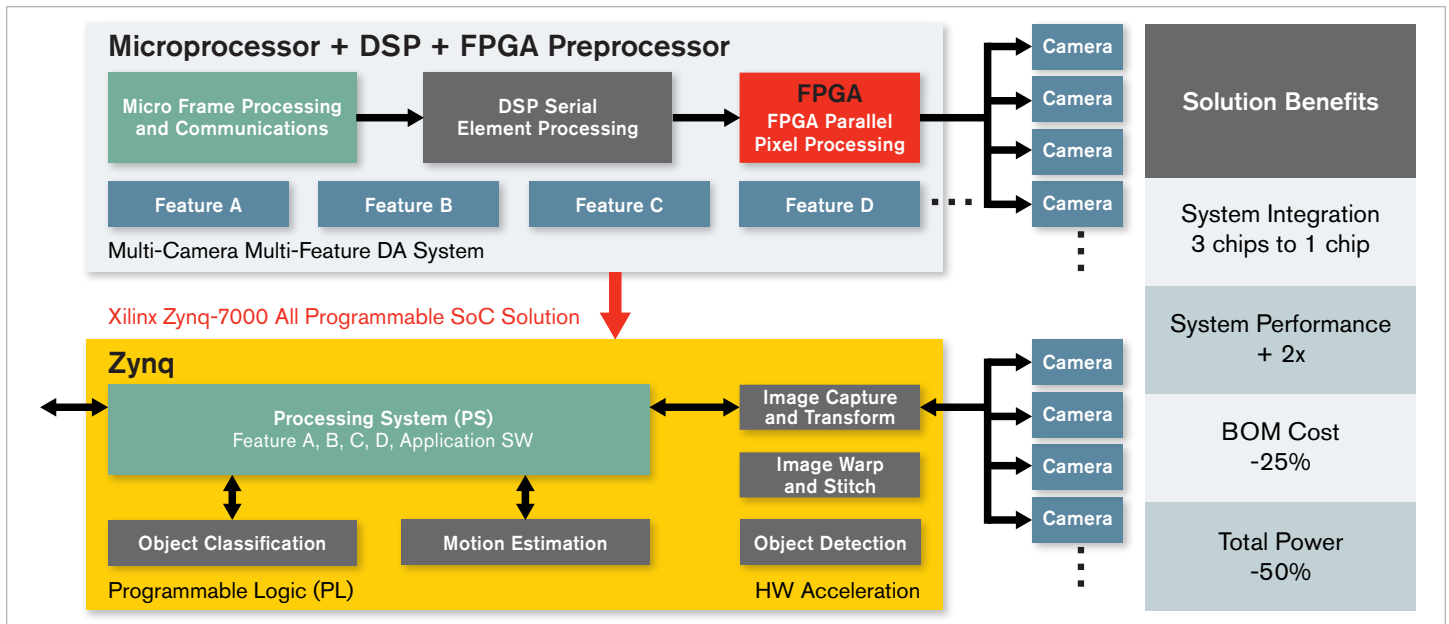 Microprocessor + DSP + FPGA Preprocessor
Micro Frame Processing
and Communications
DSP Serial
Element Processing
FPGA
FPGA Parallel
Pixel Processing
Feature A
Feature B
Feature C
Feature D
Multi-Camera Multi-Feature DA System
Camera
Camera
Camera
Camera
Xilinx Zynq-7000 All Programmable SoC Solution
Zynq
Processing System (PS)
Feature A, B, C, D, Application SW
Image Capture
and Transform
Image Warp
and Stitch
Object Classification
Motion Estimation
Object Detection
Programmable Logic (PL)
HW Acceleration
Camera
Camera
Camera
Camera
Solution Benefits
System Integration
3 chips to 1 chip
System Performance
+ 2x
BOM Cost
-25%
Total Power
-50%